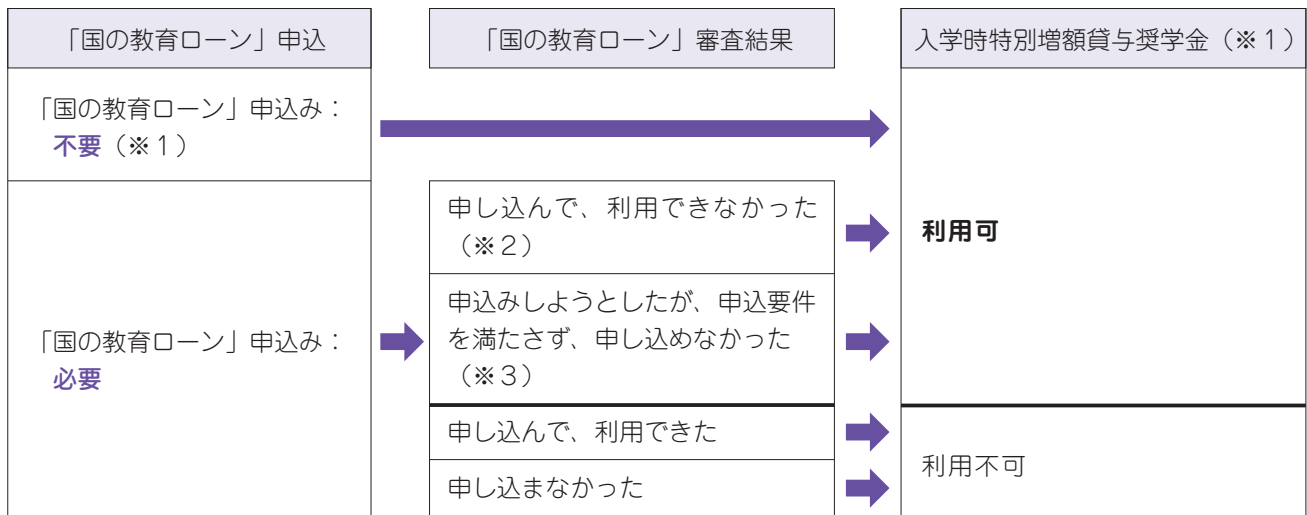 「国の教育ローン」申込
「国の教育ローン」審査結果
入学時特別増額貸与奨学金（※１）
「国の教育ローン」申込み：
不要（※１）
申し込んで、利用できなかった
（※２）
利用可
申込みしようとしたが、申込要件
を満たさず、申し込めなかった
（※３）
「国の教育ローン」申込み：
必要
申し込んで、利用できた
申し込まなかった
利用不可